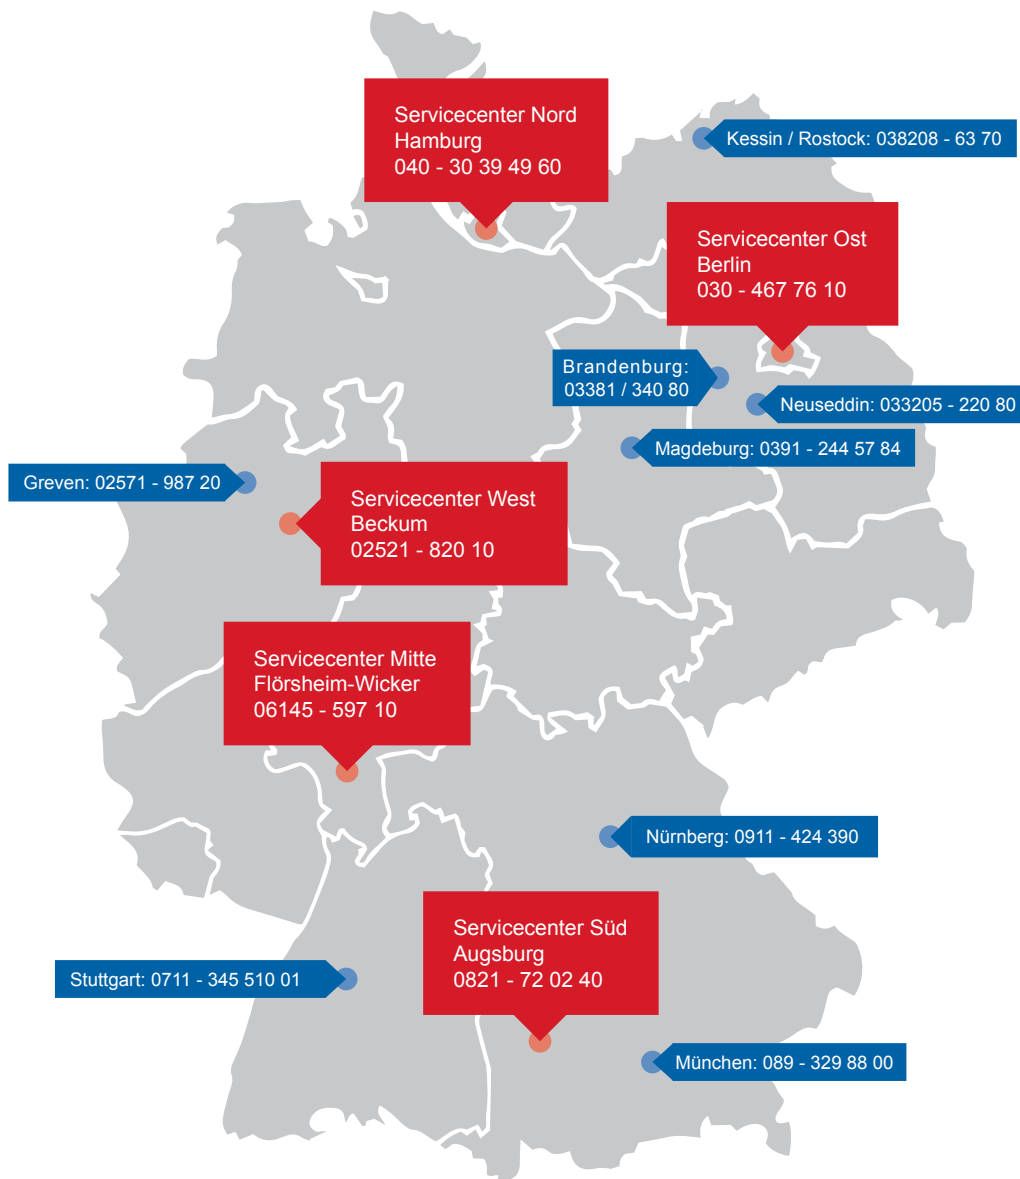 Servicecenter Nord
Hamburg
040 - 30 39 49 60
Kessin / Rostock: 038208 - 63 70
Servicecenter Ost
Berlin
030 - 467 76 10
Brandenburg:
03381 / 340 80
Neuseddin: 033205 - 220 80
Magdeburg: 0391 - 244 57 84
Greven: 02571 - 987 20
Servicecenter West
Beckum
02521 - 820 10
Servicecenter Mitte
Flörsheim-Wicker
06145 - 597 10
Nürnberg: 0911 - 424 390
Servicecenter Süd
Augsburg
0821 - 72 02 40
Stuttgart: 0711 - 345 510 01
München: 089 - 329 88 00